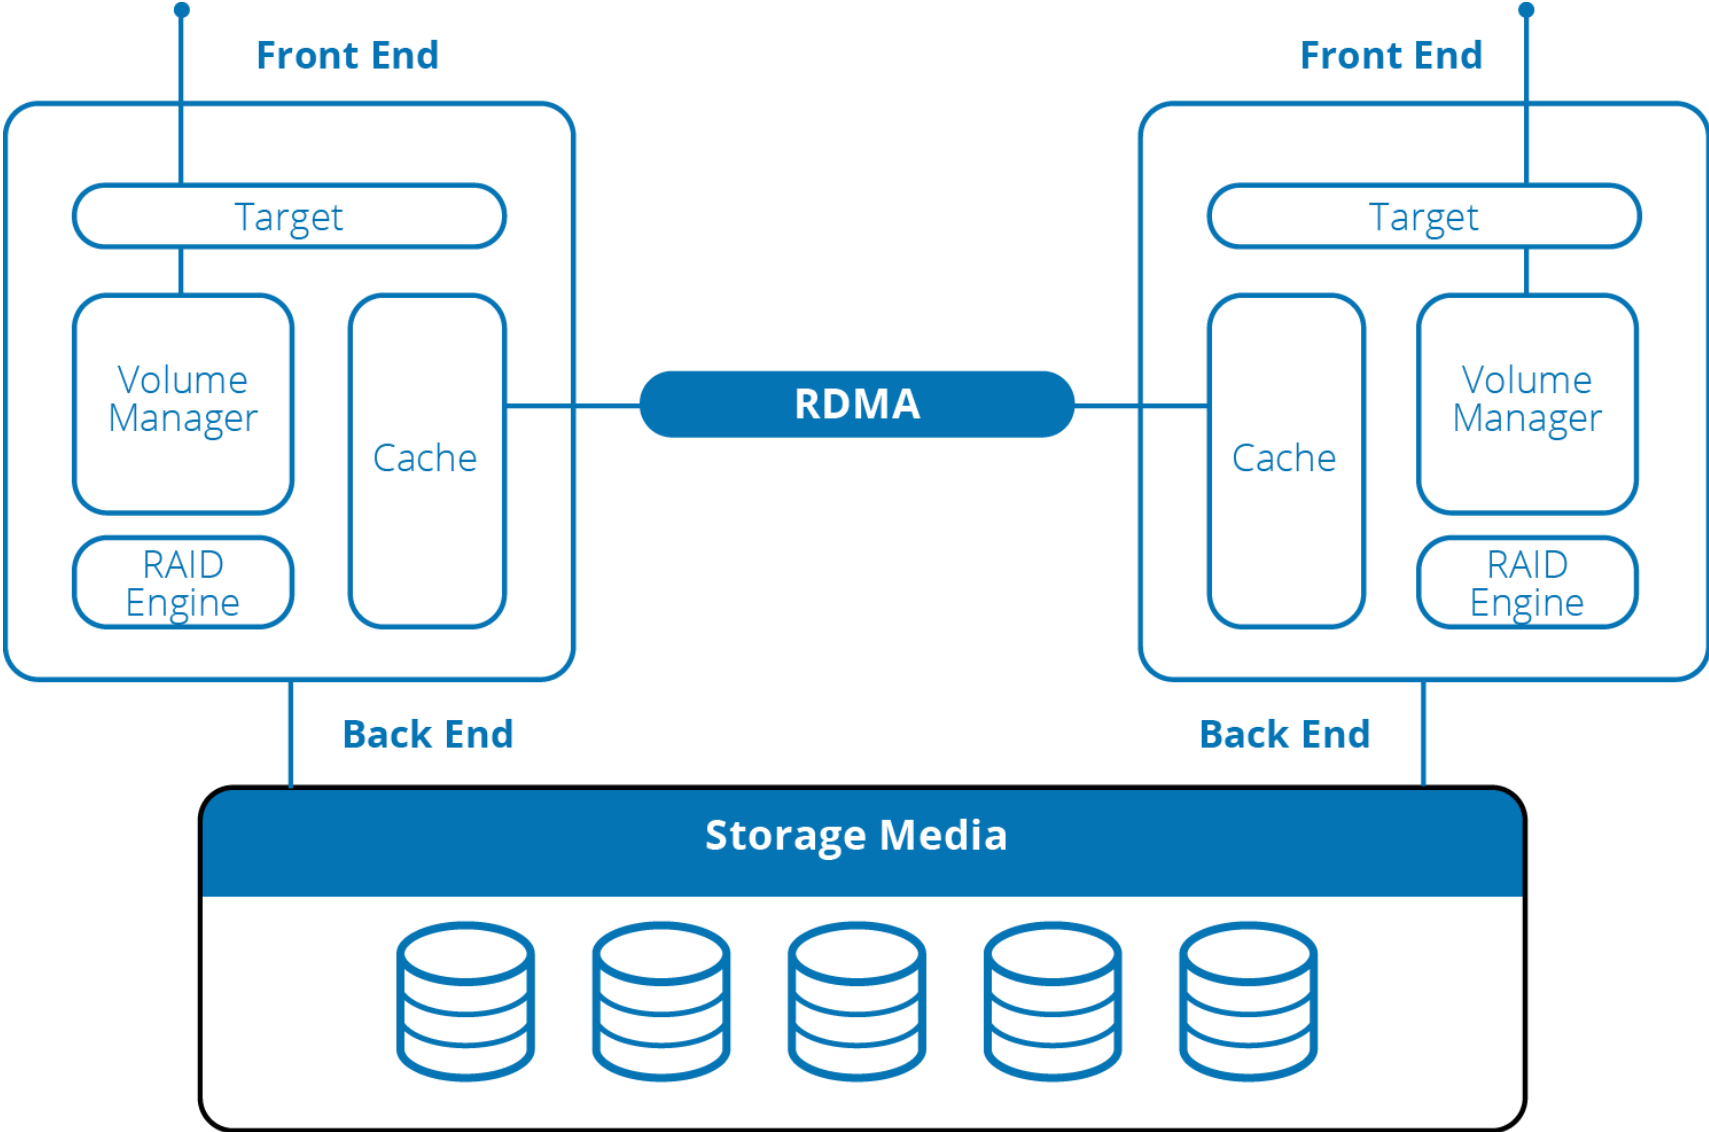 Front End
Front End
Target
Target
Volume
Manager
Cache
RAID
Engine
RDMA
Cache
Volume
Manager
RAID
Engine
Back End
Back End
Storage Media